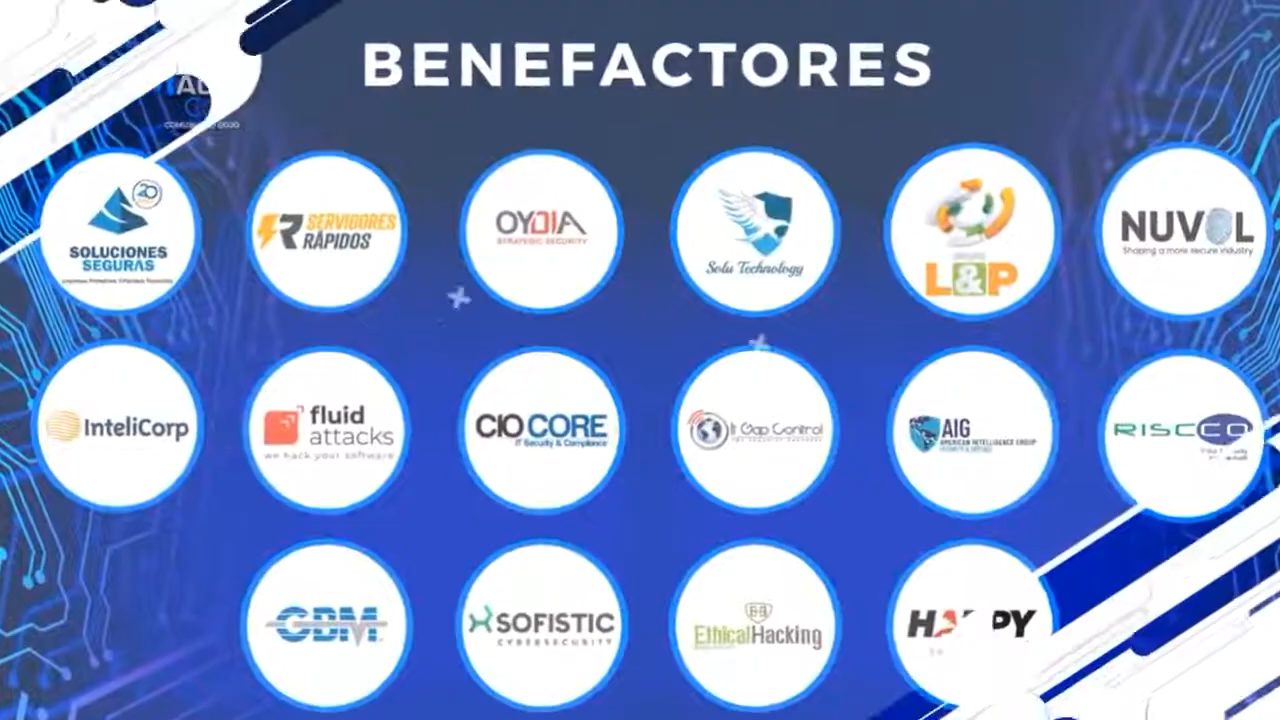 BENEFACTORES
20
SOLUCIONES
SEGURAS
SERVIDORES
RÁPIDOS
OYDIA
STRATEGIC SECURITY
Solu Technology
L&P
NUVOL
Shaping a more secure industry
InteliCorp
fluid
attacks
we hack your software
CIO CORE
IT Security & Compliance
It Gap Control
AIG
AMERICAN INTELLIGENCE GROUP
RISCCO
GBM
SOFISTIC
CYBERSECURITY
EthicalHacking